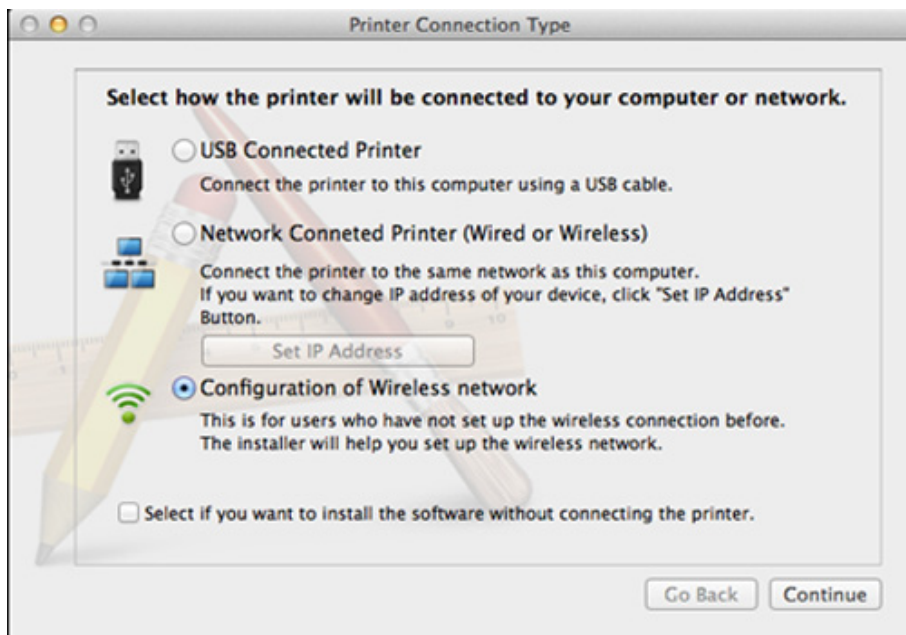 Printer Connection Type
Select how the printer will be connected to your computer or network.
USB Connected Printer
Connect the printer to this computer using a USB cable.
Network Conneted Printer (Wired or Wireless)
Connect the printer to the same network as this computer.
If you want to change IP address of your device, click "Set IP Address"
Button.
Set IP Address
Configuration of Wireless network
This is for users who have not set up the wireless connection before.
The installer will help you set up the wireless network.
Select if you want to install the software without connecting the printer.
Go Back Continue